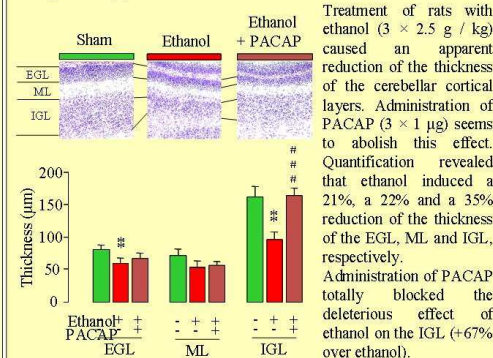 Sham
Ethanol
Ethanol
+ PACAP
EGL
ML
IGL
Thickness (µm)
200
150
100
50
0
**
**
###
Ethanol - + + - + + - + +
PACAP - - + - - + - - +
EGL
ML
IGL
Treatment of rats with
ethanol (3 × 2.5 g / kg)
caused an apparent
reduction of the thickness
of the cerebellar cortical
layers. Administration of
PACAP (3 × 1 µg) seems
to abolish this effect.
Quantification revealed
that ethanol induced a
21%, a 22% and a 35%
reduction of the thickness
of the EGL, ML and IGL,
respectively.
Administration of PACAP
totally blocked the
deleterious effect of
ethanol on the IGL (+67%
over ethanol).